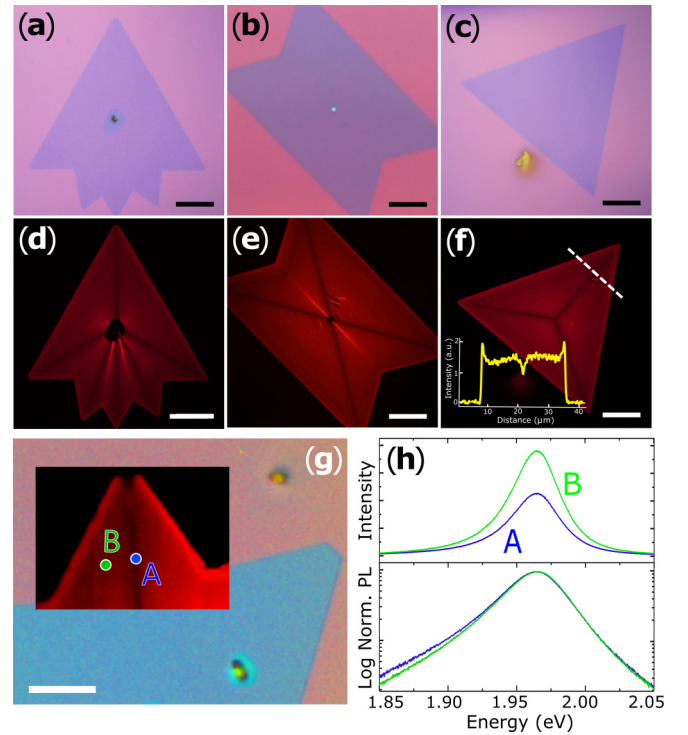 (a)
(b)
(c)
(d)
(e)
(f)
Intensity (a.u.)
2
1
0
10 20 30 40
Distance (μm)
(g)
B
A
(h)
Intensity
B
A
Log Norm. PL
1.85 1.90 1.95 2.00 2.05
Energy (eV)